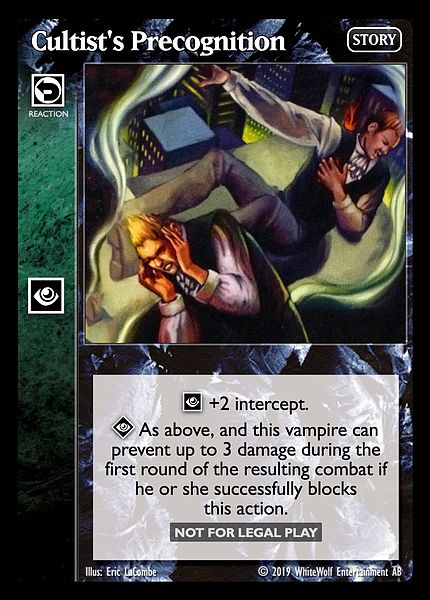 Cultist's Precognition
STORY
REACTION
+2 intercept.
As above, and this vampire can
prevent up to 3 damage during the
first round of the resulting combat if
he or she successfully blocks
this action.
NOT FOR LEGAL PLAY
Illus: Eric LaCombe
© 2019 WhiteWolf Entertainment AB